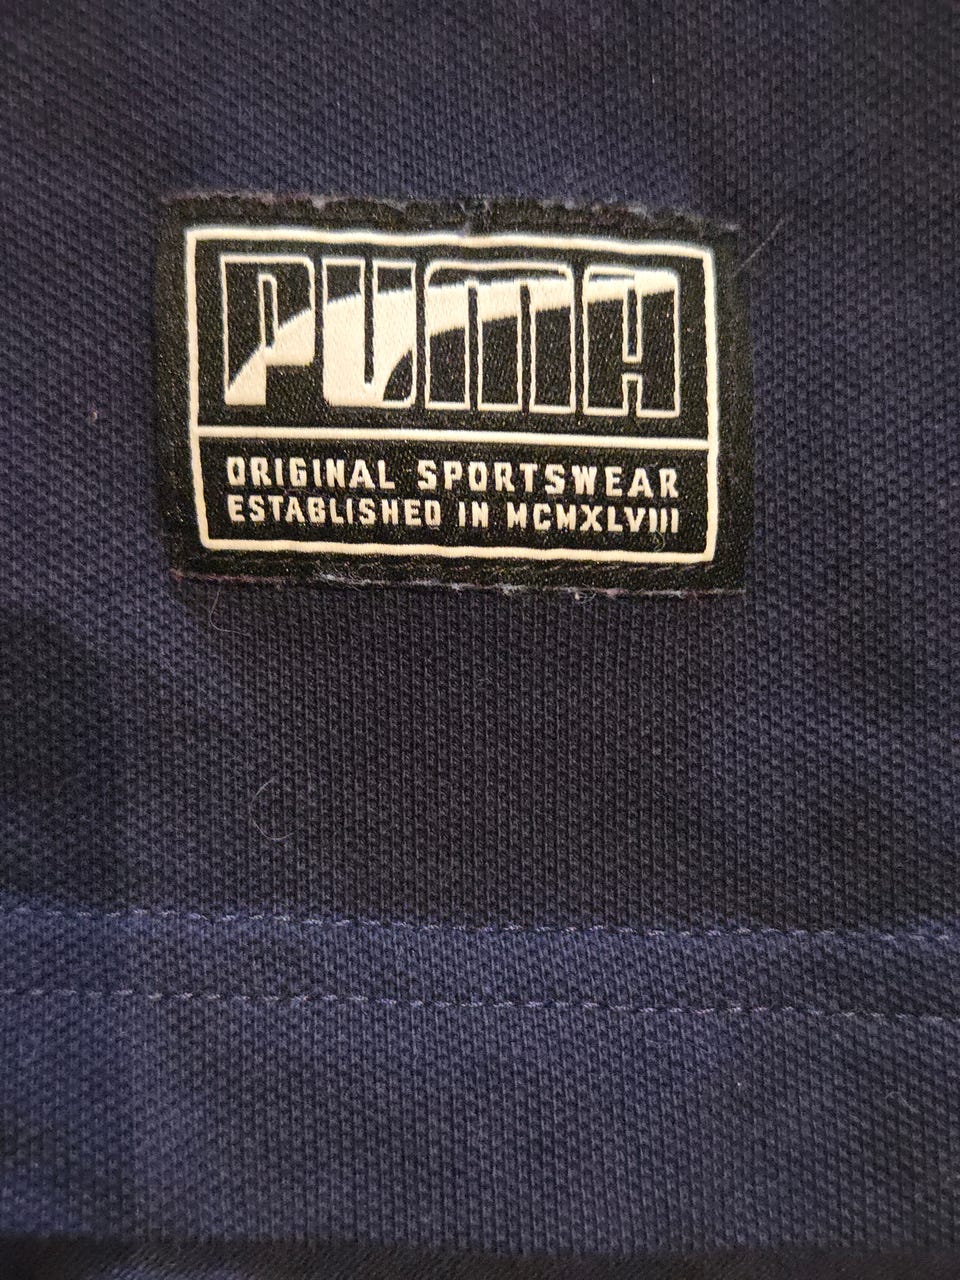 PUMA
ORIGINAL SPORTSWEAR
ESTABLISHED IN MCMXLVIII